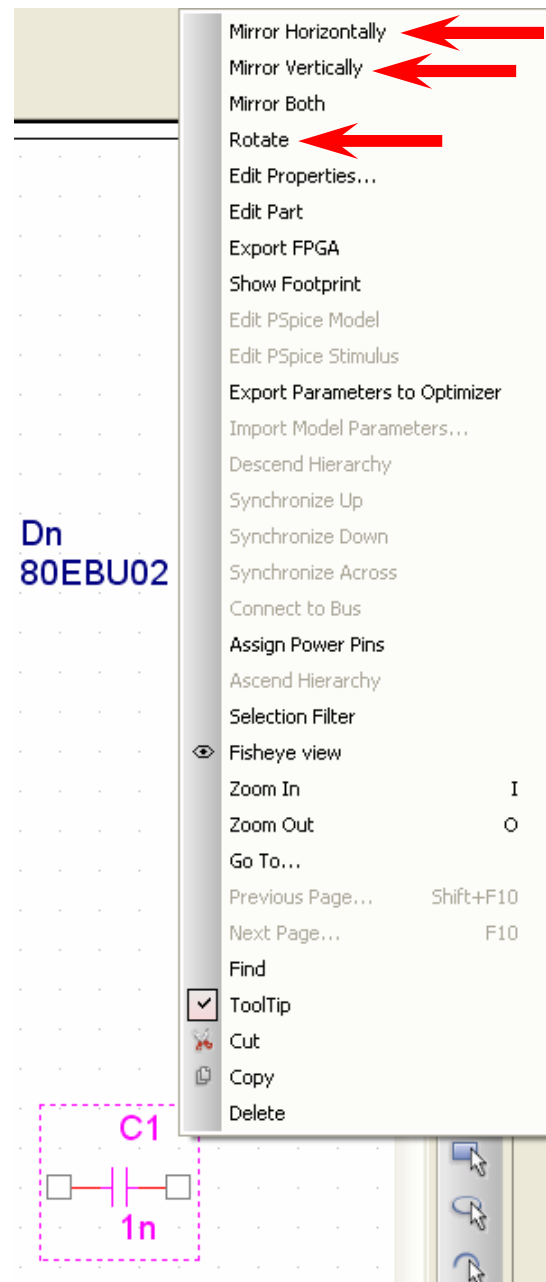 Mirror Horizontally
Mirror Vertically
Mirror Both
Rotate
Edit Properties...
Edit Part
Export FPGA
Show Footprint
Edit PSpice Model
Edit PSpice Stimulus
Export Parameters to Optimizer
Import Model Parameters...
Descend Hierarchy
Synchronize Up
Synchronize Down
Synchronize Across
Connect to Bus
Assign Power Pins
Ascend Hierarchy
Selection Filter
Fisheye view
Zoom In I
Zoom Out O
Go To...
Previous Page... Shift+F10
Next Page... F10
Find
ToolTip
Cut
Copy
Delete
Dn
80EBU02
C1
1n